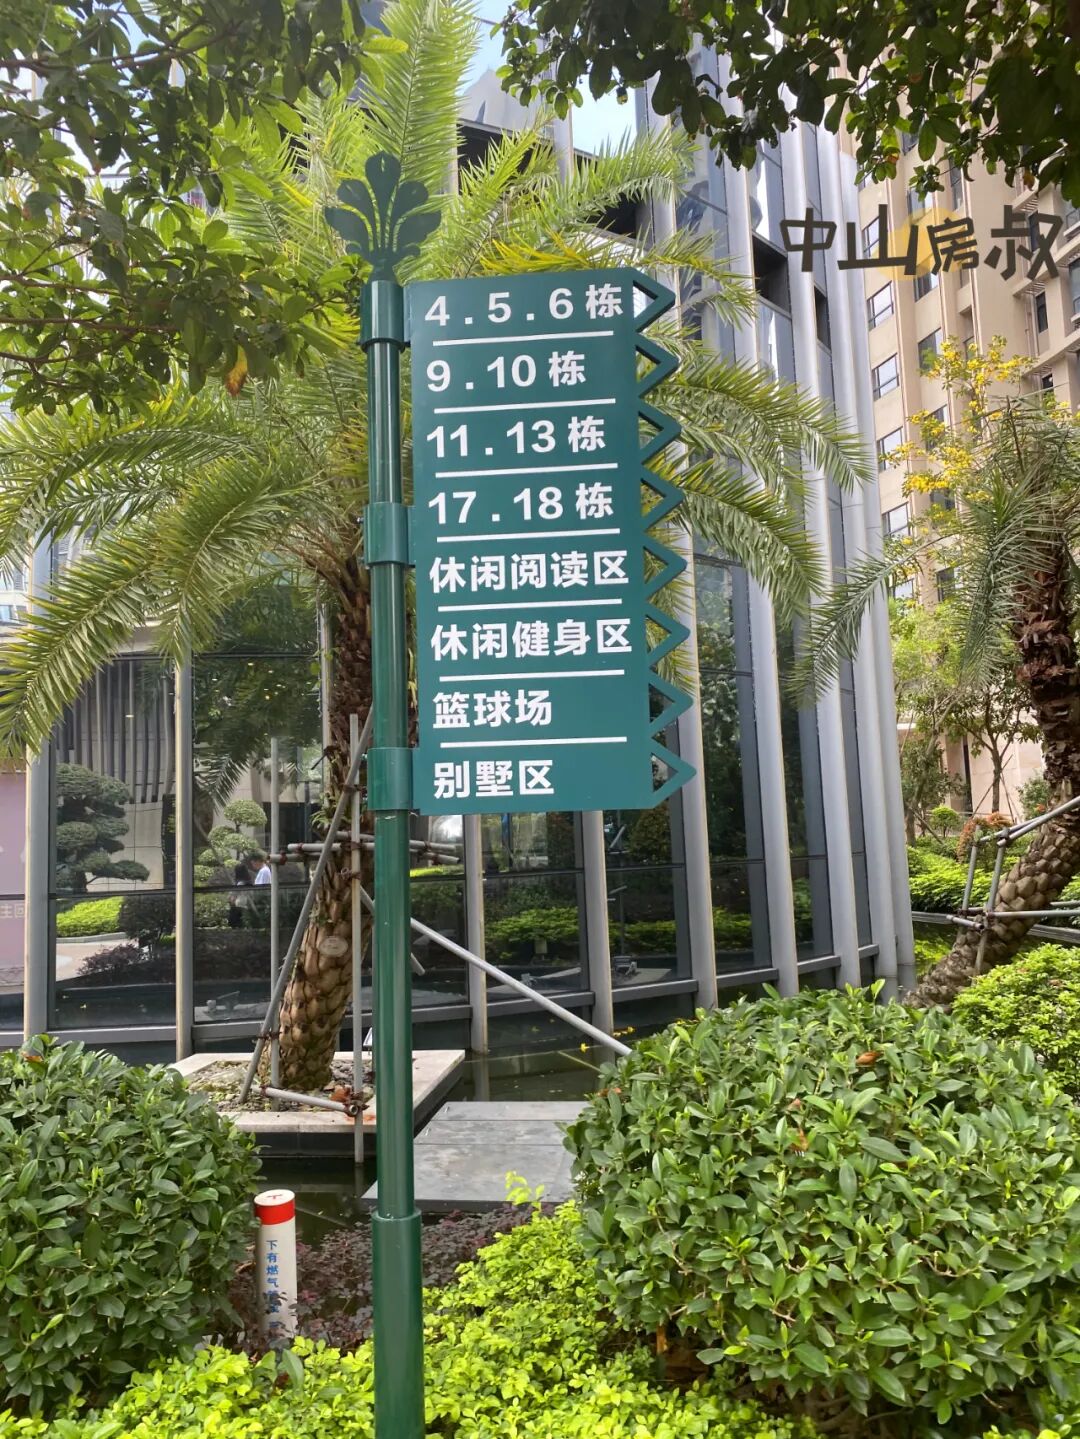 中山房叔
4.5.6栋
9.10栋
11.13栋
17.18栋
休闲阅读区
休闲健身区
篮球场
别墅区
下有燃气